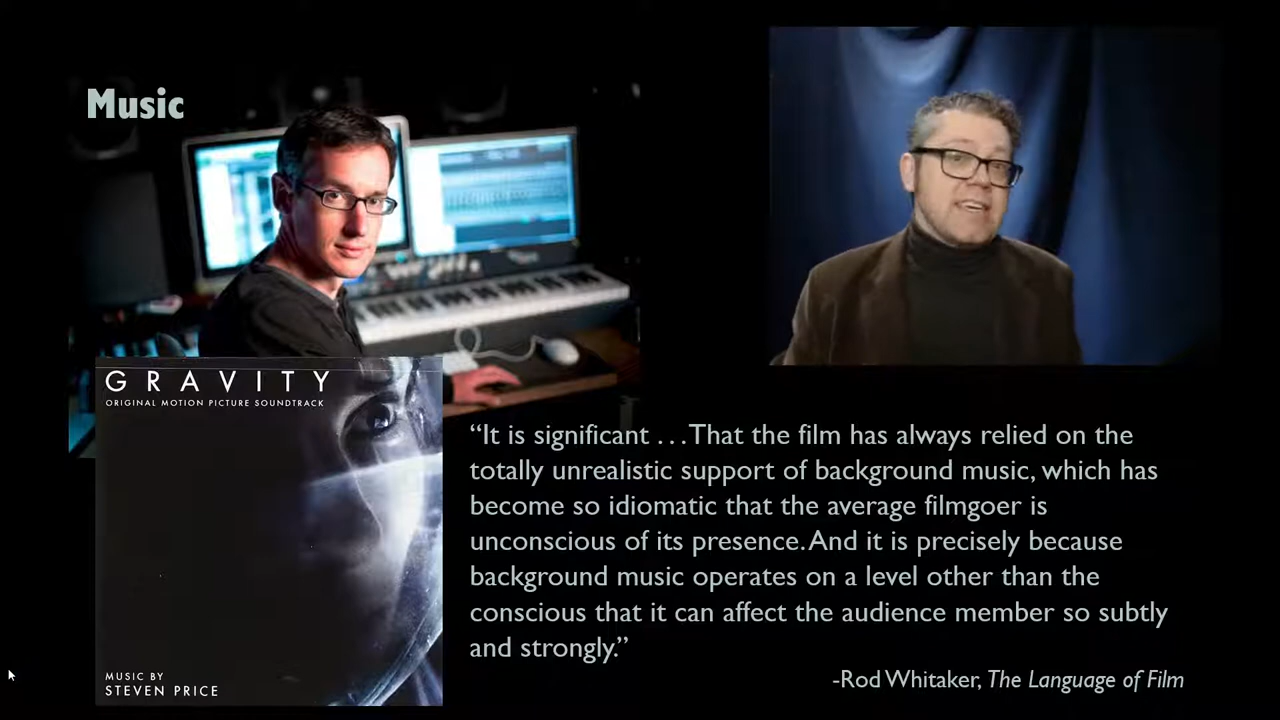 Music
GRAVITY
ORIGINAL MOTION PICTURE SOUNDTRACK
MUSIC BY
STEVEN PRICE
“It is significant . . .That the film has always relied on the
totally unrealistic support of background music, which has
become so idiomatic that the average filmgoer is
unconscious of its presence. And it is precisely because
background music operates on a level other than the
conscious that it can affect the audience member so subtly
and strongly.”
-Rod Whitaker, The Language of Film